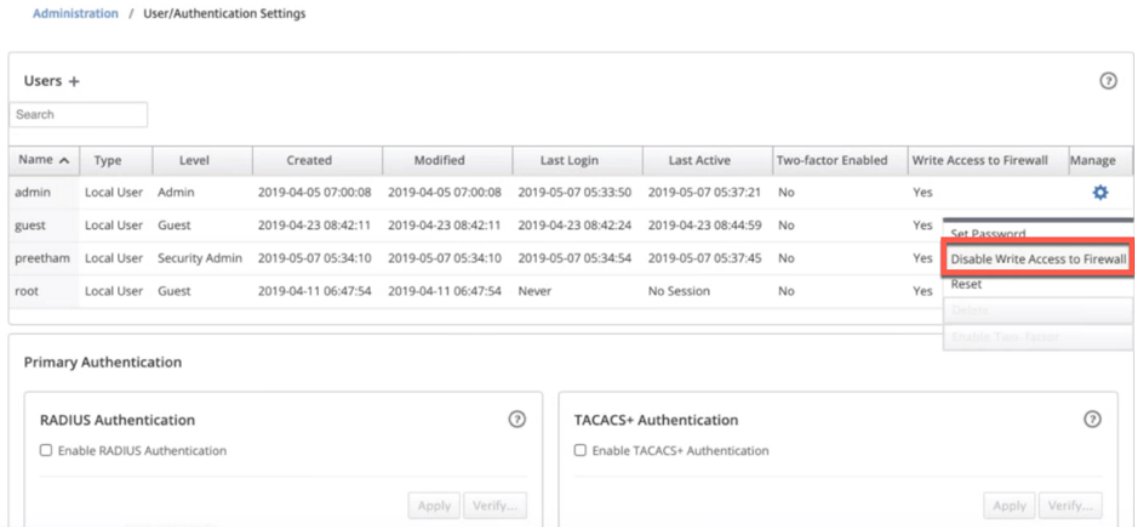 Administration / User/Authentication Settings
Users +
Search
Name Type Level Created Modified Last Login Last Active Two-factor Enabled Write Access to Firewall Manage
admin Local User Admin 2019-04-05 07:00:08 2019-04-05 07:00:08 2019-05-07 05:33:50 2019-05-07 05:37:21 No Yes
guest Local User Guest 2019-04-23 08:42:11 2019-04-23 08:42:11 2019-04-23 08:42:24 2019-04-23 08:44:59 No Yes
Set Password
preetham Local User Security Admin 2019-05-07 05:34:10 2019-05-07 05:34:10 2019-05-07 05:34:54 2019-05-07 05:37:45 No Yes
Disable Write Access to Firewall
root Local User Guest 2019-04-11 06:47:54 2019-04-11 06:47:54 Never No Session No Yes
Reset
Delete
Enable Two-factor
Primary Authentication
RADIUS Authentication ?
Enable RADIUS Authentication
Apply Verify...
TACACS+ Authentication ?
Enable TACACS+ Authentication
Apply Verify...